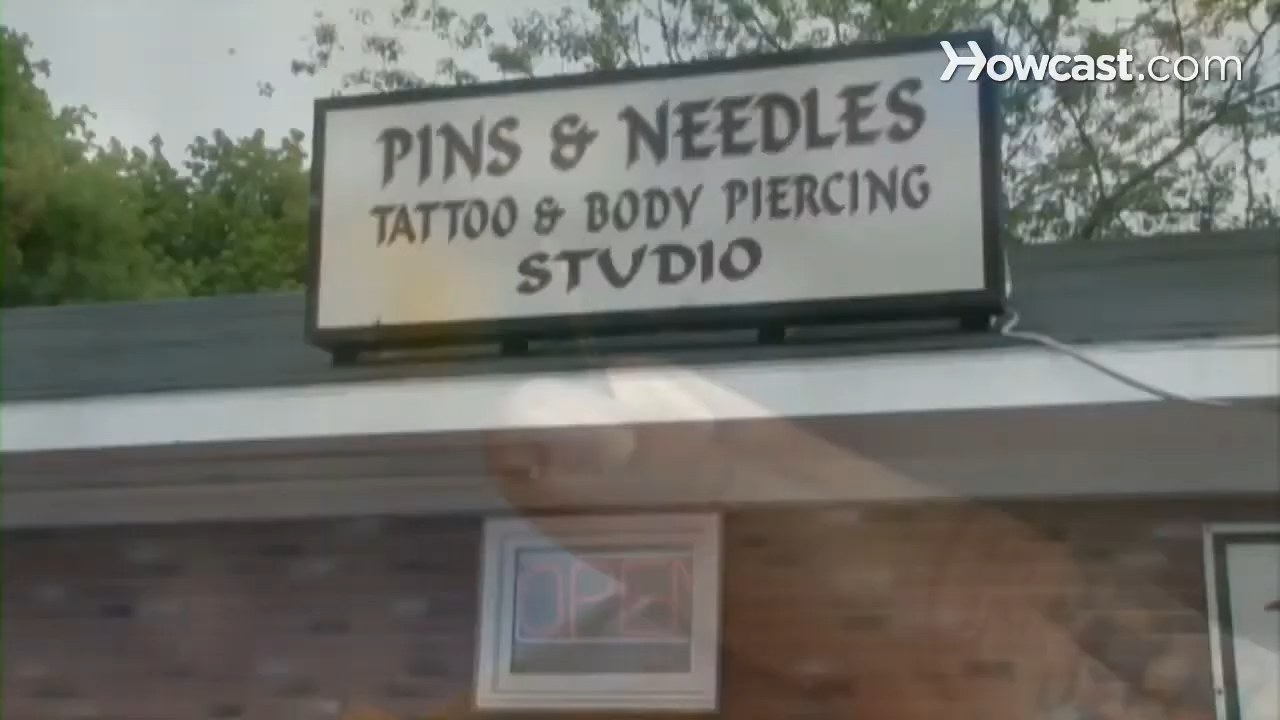 Howcast.com
PINS & NEEDLES
TATTOO & BODY PIERCING
STUDIO
OPEN